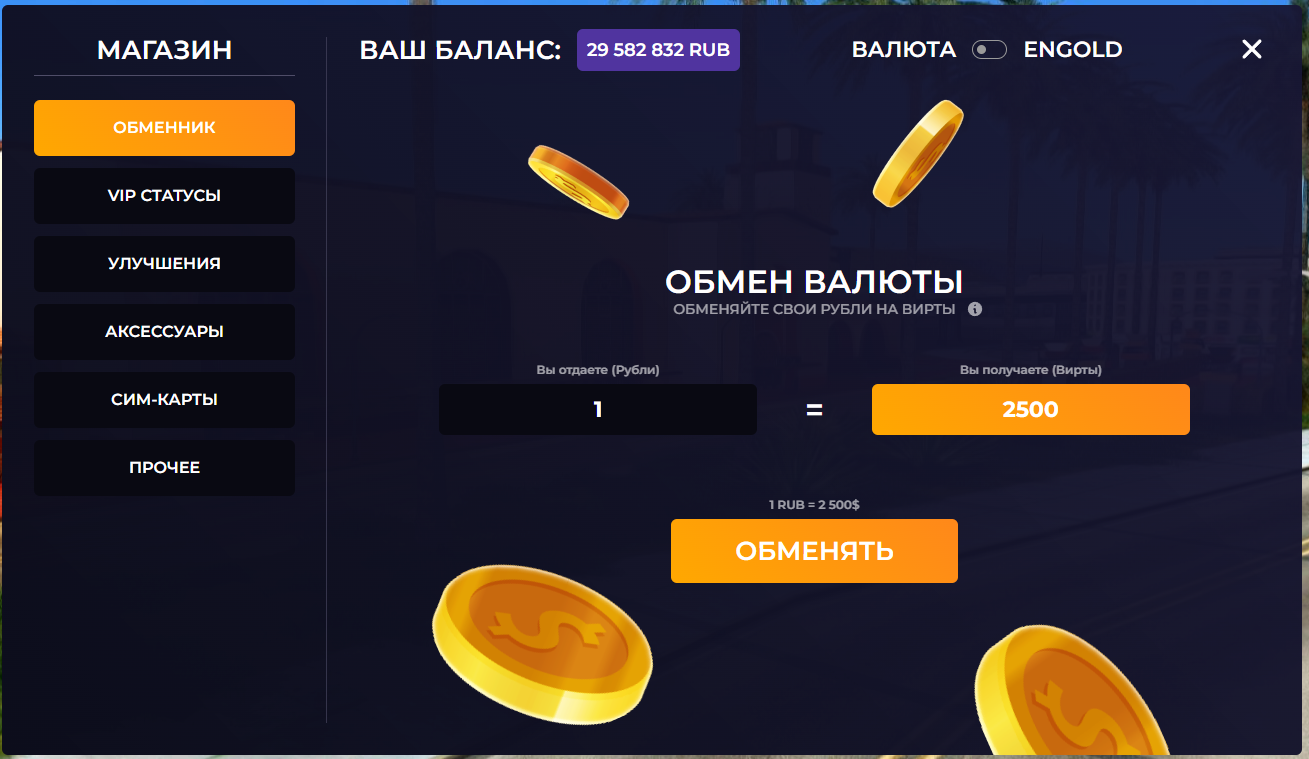 МАГАЗИН
ОБМЕННИК
VIP СТАТУСЫ
УЛУЧШЕНИЯ
АКСЕССУАРЫ
СИМ-КАРТЫ
ПРОЧЕЕ
ВАШ БАЛАНС: 29 582 832 RUB
ВАЛЮТА ENGOLD
ОБМЕН ВАЛЮТЫ
ОБМЕНЯЙТЕ СВОИ РУБЛИ НА ВИРТЫ
Вы отдаете (Рубли)
1
=
Вы получаете (Вирты)
2500
1 RUB = 2 500$
ОБМЕНЯТЬ